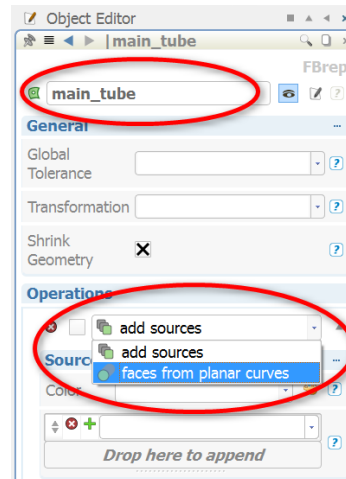 Object Editor
|main_tube
FBrep
main_tube
General
Global
Tolerance
Transformation
Shrink
Geometry
Operations
add sources
add sources
Sourc
faces from planar curves
Color
Drop here to append